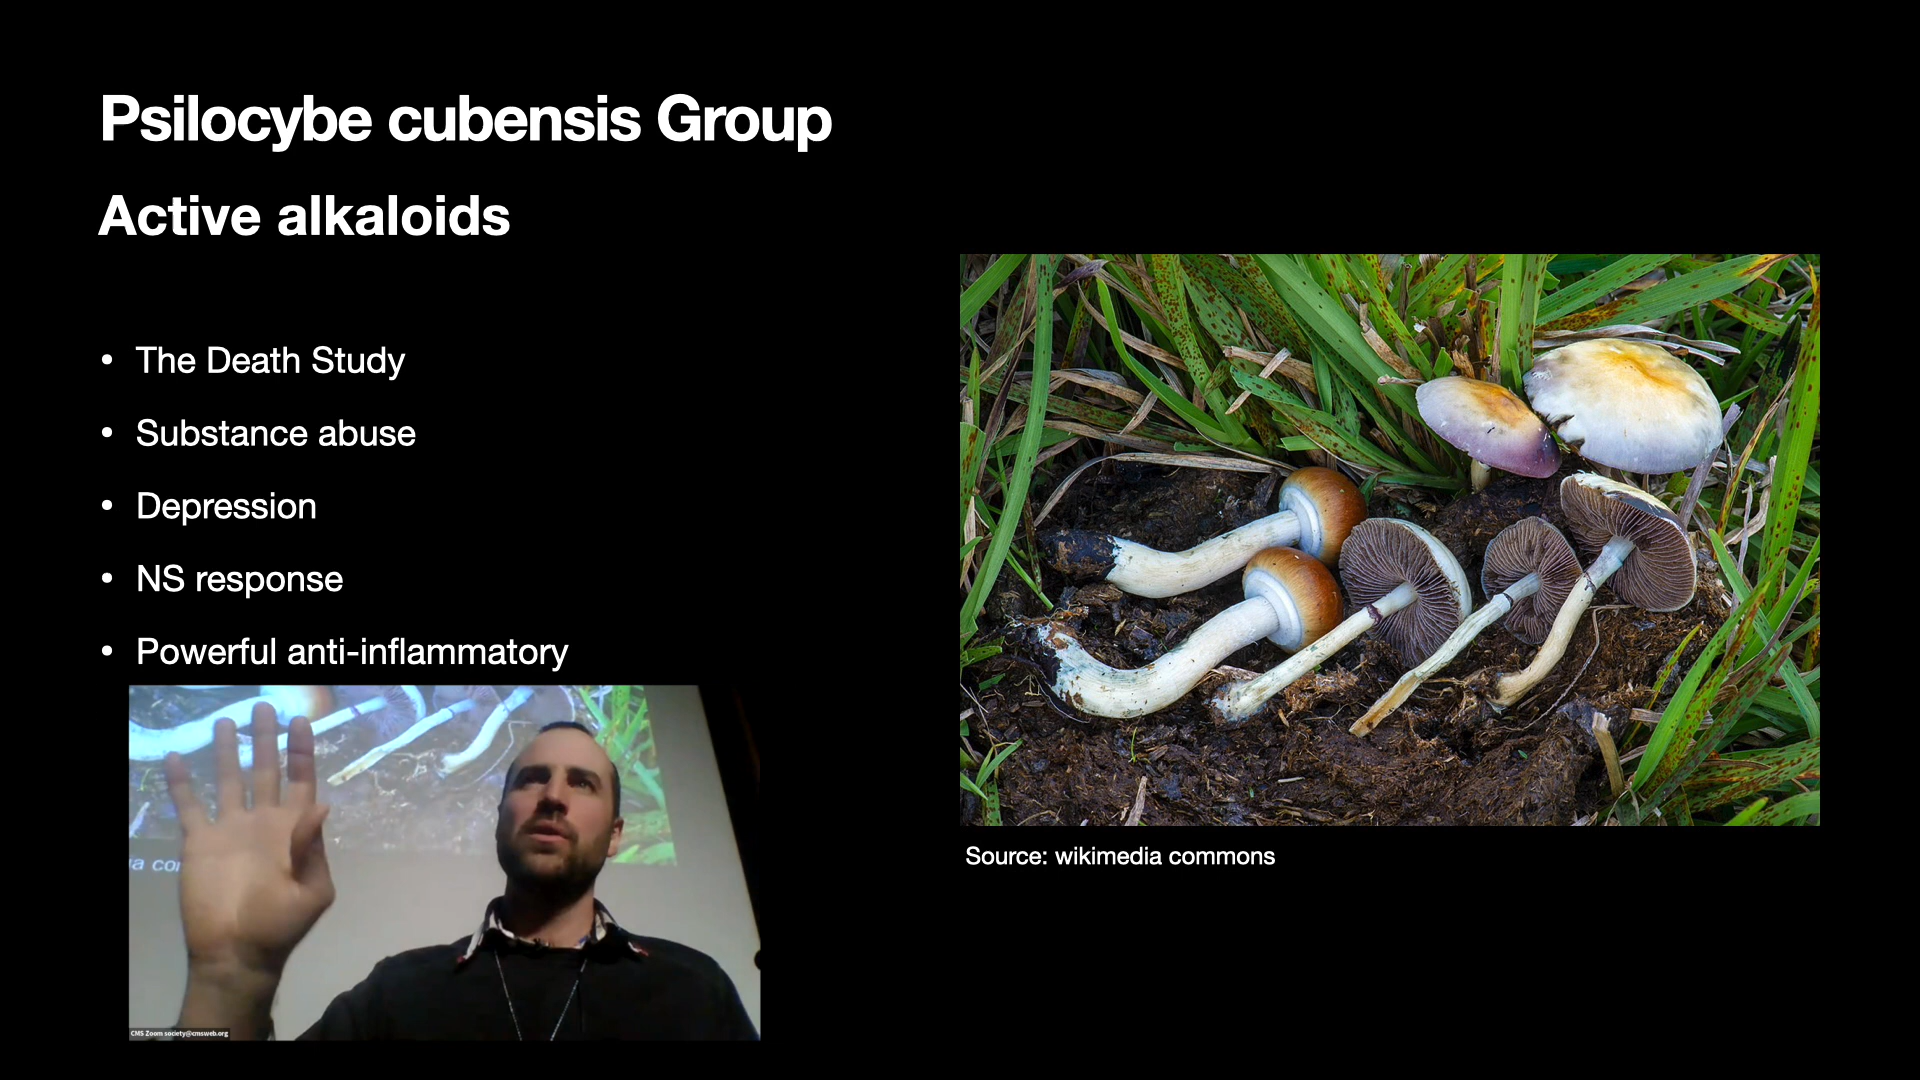 Psilocybe cubensis Group
Active alkaloids
• The Death Study
• Substance abuse
• Depression
• NS response
• Powerful anti-inflammatory
Source: wikimedia commons
CMS Zoom society@cmsweb.org